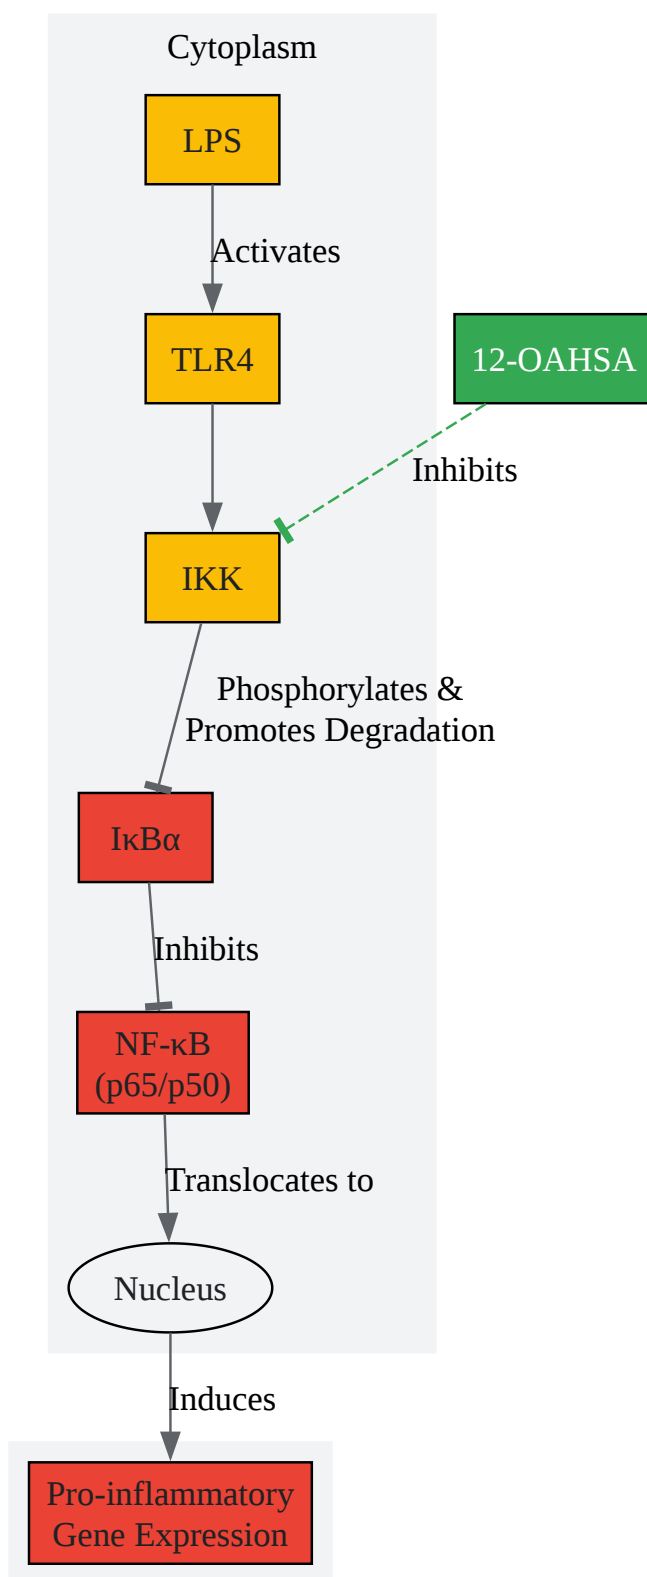 Cytoplasm
LPS
Activates
TLR4
12-OAHSA
Inhibits
IKK
Phosphorylates &
Promotes Degradation
IκBα
Inhibits
NF-κB
(p65/p50)
Translocates to
Nucleus
Induces
Pro-inflammatory
Gene Expression